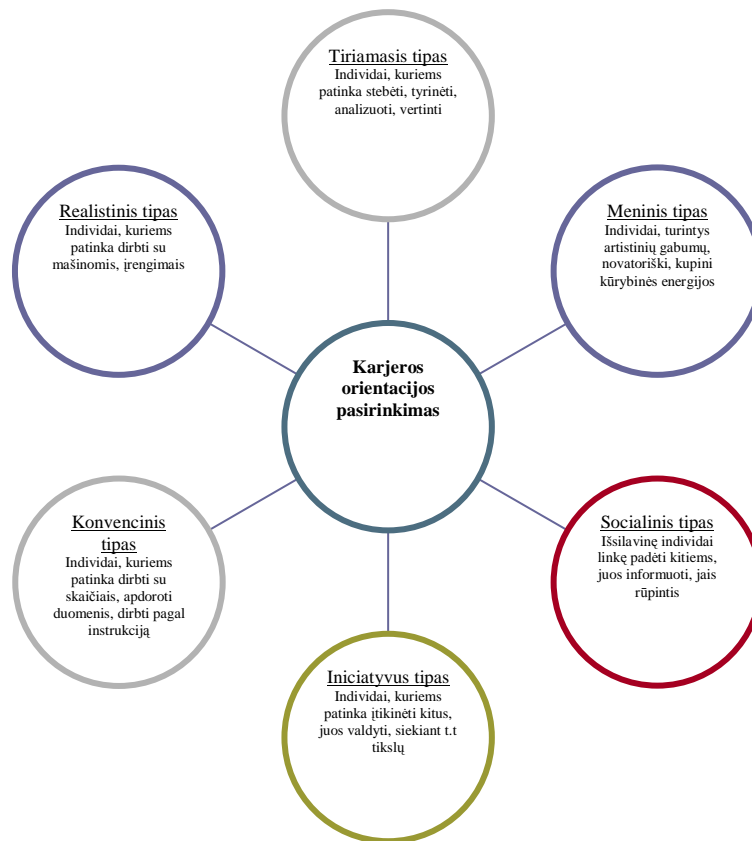 Tiriamasis tipas
Individai, kuriems
patinka stebėti, tyrinėti,
analizuoti, vertinti
Realistinis tipas
Individai, kuriems
patinka dirbti su
mašinomis, įrengimais
Meninis tipas
Individai, turintys
artistinių gabumų,
novatoriški, kupini
kūrybinės energijos
Karjeros
orientacijos
pasirinkimas
Konvencinis
tipas
Individai, kuriems
patinka dirbti su
skaičiais, apdoroti
duomenis, dirbti pagal
instrukciją
Socialinis tipas
Išsilavinę individai
linkę padėti kitiems,
juos informuoti, jais
rūpintis
Iniciatyvus tipas
Individai, kuriems
patinka įtikinėti kitus,
juos valdyti, siekiant t.t
tikslų